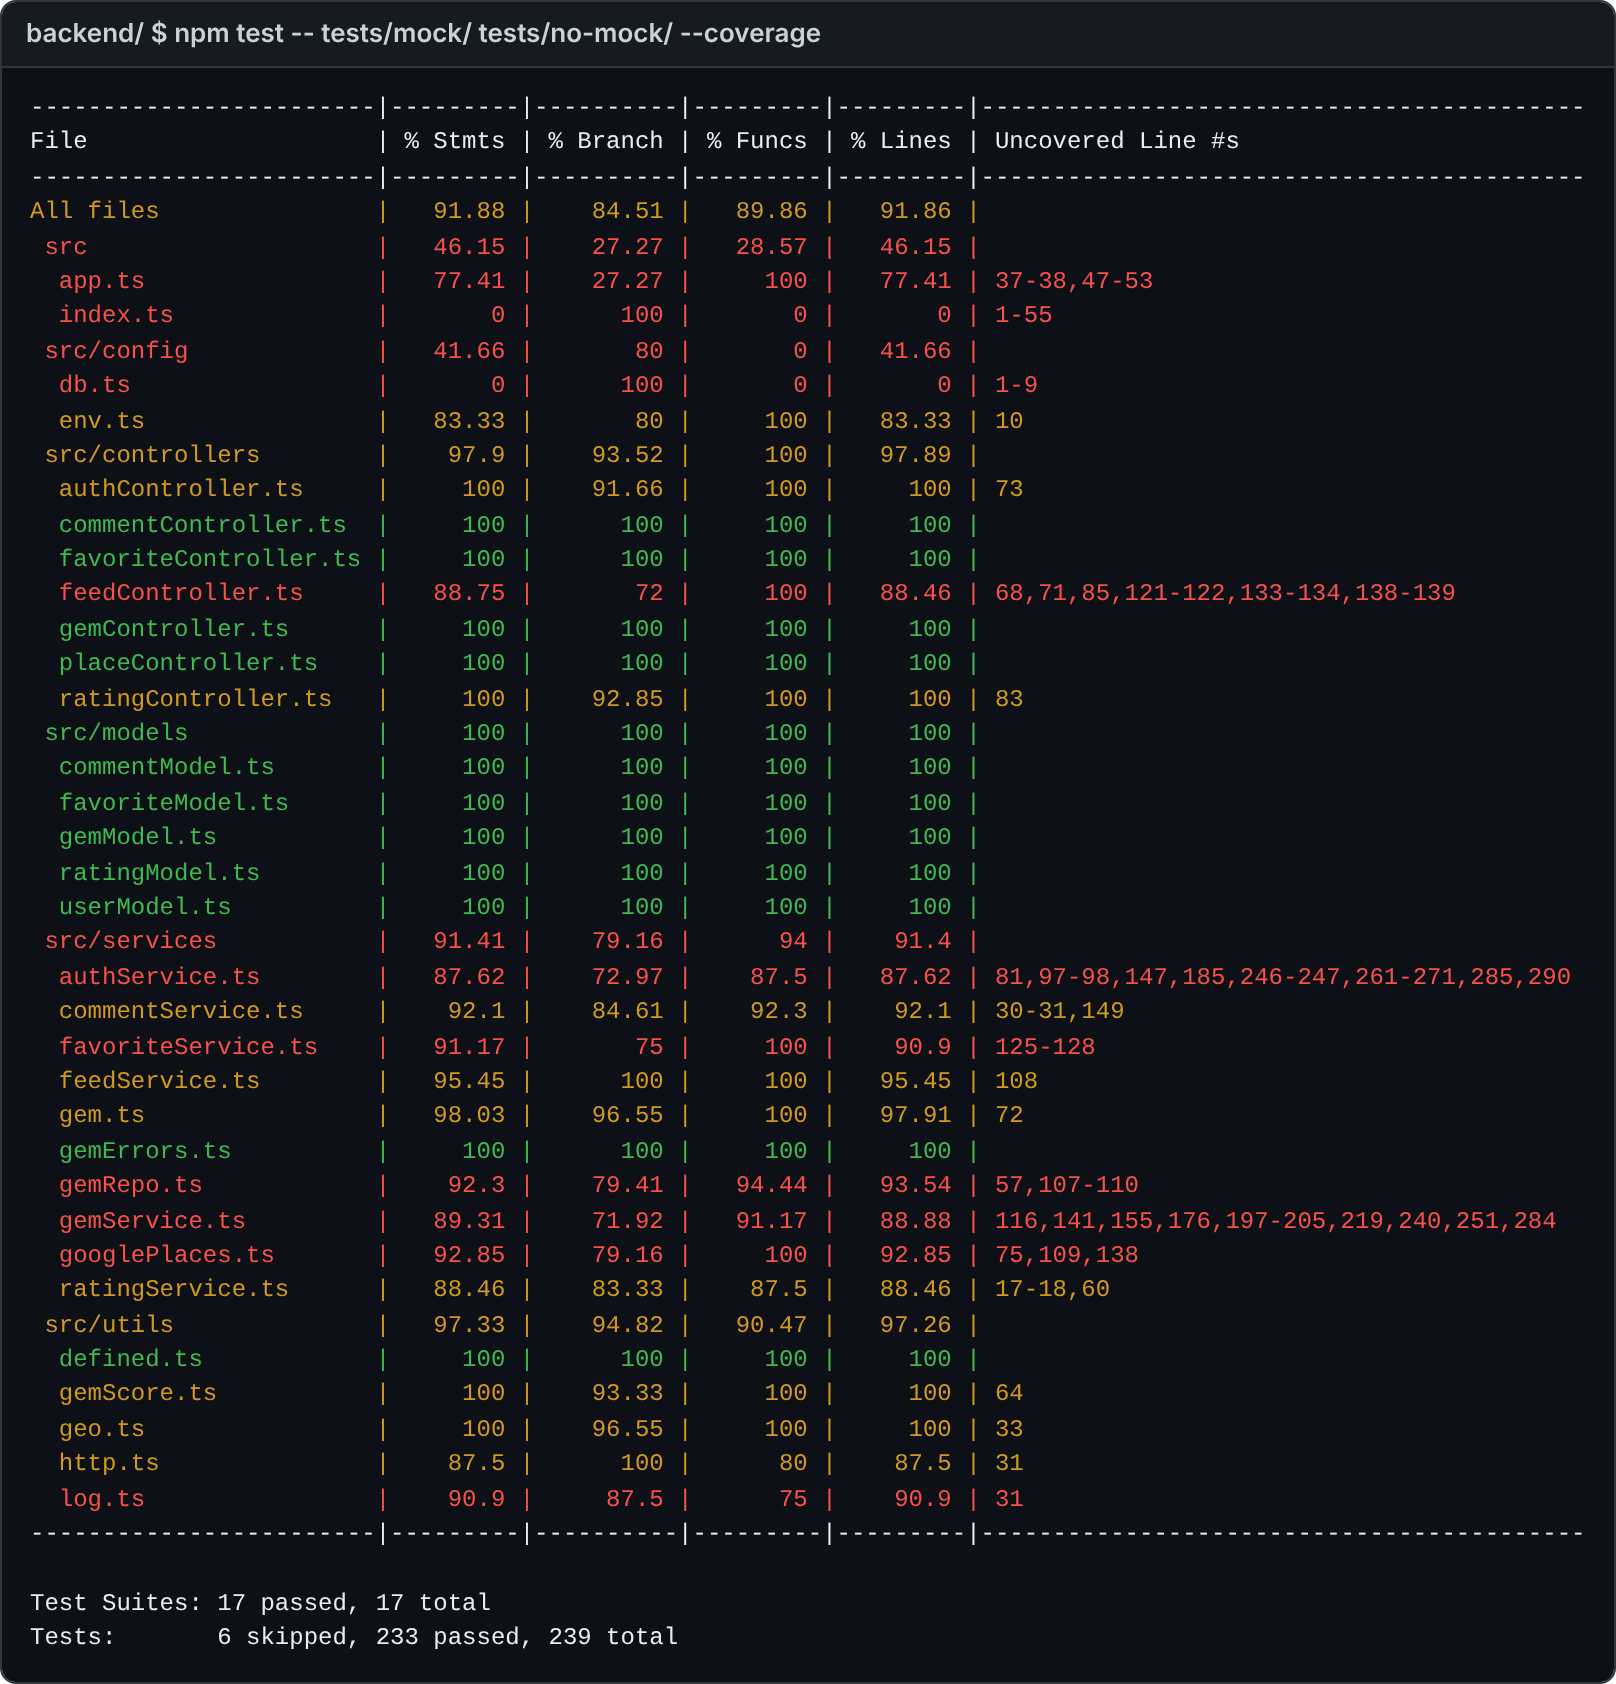 backend/ $ npm test -- tests/mock/ tests/no-mock/ --coverage
------------------------|---------|----------|---------|---------|------------------------------------------
File                    | % Stmts | % Branch | % Funcs | % Lines | Uncovered Line #s
------------------------|---------|----------|---------|---------|------------------------------------------
All files               |   91.88 |    84.51 |   89.86 |   91.86 |
 src                    |   46.15 |    27.27 |   28.57 |   46.15 |
  app.ts                |   77.41 |    27.27 |     100 |   77.41 | 37-38,47-53
  index.ts              |       0 |      100 |       0 |       0 | 1-55
 src/config             |   41.66 |       80 |       0 |   41.66 |
  db.ts                 |       0 |      100 |       0 |       0 | 1-9
  env.ts                |   83.33 |       80 |     100 |   83.33 | 10
 src/controllers        |    97.9 |    93.52 |     100 |   97.89 |
  authController.ts     |     100 |    91.66 |     100 |     100 | 73
  commentController.ts  |     100 |      100 |     100 |     100 |
  favoriteController.ts |     100 |      100 |     100 |     100 |
  feedController.ts     |   88.75 |       72 |     100 |   88.46 | 68,71,85,121-122,133-134,138-139
  gemController.ts      |     100 |      100 |     100 |     100 |
  placeController.ts    |     100 |      100 |     100 |     100 |
  ratingController.ts   |     100 |    92.85 |     100 |     100 | 83
 src/models             |     100 |      100 |     100 |     100 |
  commentModel.ts       |     100 |      100 |     100 |     100 |
  favoriteModel.ts      |     100 |      100 |     100 |     100 |
  gemModel.ts           |     100 |      100 |     100 |     100 |
  ratingModel.ts        |     100 |      100 |     100 |     100 |
  userModel.ts          |     100 |      100 |     100 |     100 |
 src/services           |   91.41 |    79.16 |      94 |    91.4 |
  authService.ts        |   87.62 |    72.97 |    87.5 |   87.62 | 81,97-98,147,185,246-247,261-271,285,290
  commentService.ts     |    92.1 |    84.61 |    92.3 |    92.1 | 30-31,149
  favoriteService.ts    |   91.17 |       75 |     100 |    90.9 | 125-128
  feedService.ts        |   95.45 |      100 |     100 |   95.45 | 108
  gem.ts                |   98.03 |    96.55 |     100 |   97.91 | 72
  gemErrors.ts          |     100 |      100 |     100 |     100 |
  gemRepo.ts            |    92.3 |    79.41 |   94.44 |   93.54 | 57,107-110
  gemService.ts         |   89.31 |    71.92 |   91.17 |   88.88 | 116,141,155,176,197-205,219,240,251,284
  googlePlaces.ts       |   92.85 |    79.16 |     100 |   92.85 | 75,109,138
  ratingService.ts      |   88.46 |    83.33 |    87.5 |   88.46 | 17-18,60
 src/utils              |   97.33 |    94.82 |   90.47 |   97.26 |
  defined.ts            |     100 |      100 |     100 |     100 |
  gemScore.ts           |     100 |    93.33 |     100 |     100 | 64
  geo.ts                |     100 |    96.55 |     100 |     100 | 33
  http.ts               |    87.5 |      100 |      80 |    87.5 | 31
  log.ts                |    90.9 |     87.5 |      75 |    90.9 | 31
------------------------|---------|----------|---------|---------|------------------------------------------
Test Suites: 17 passed, 17 total
Tests:       6 skipped, 233 passed, 239 total